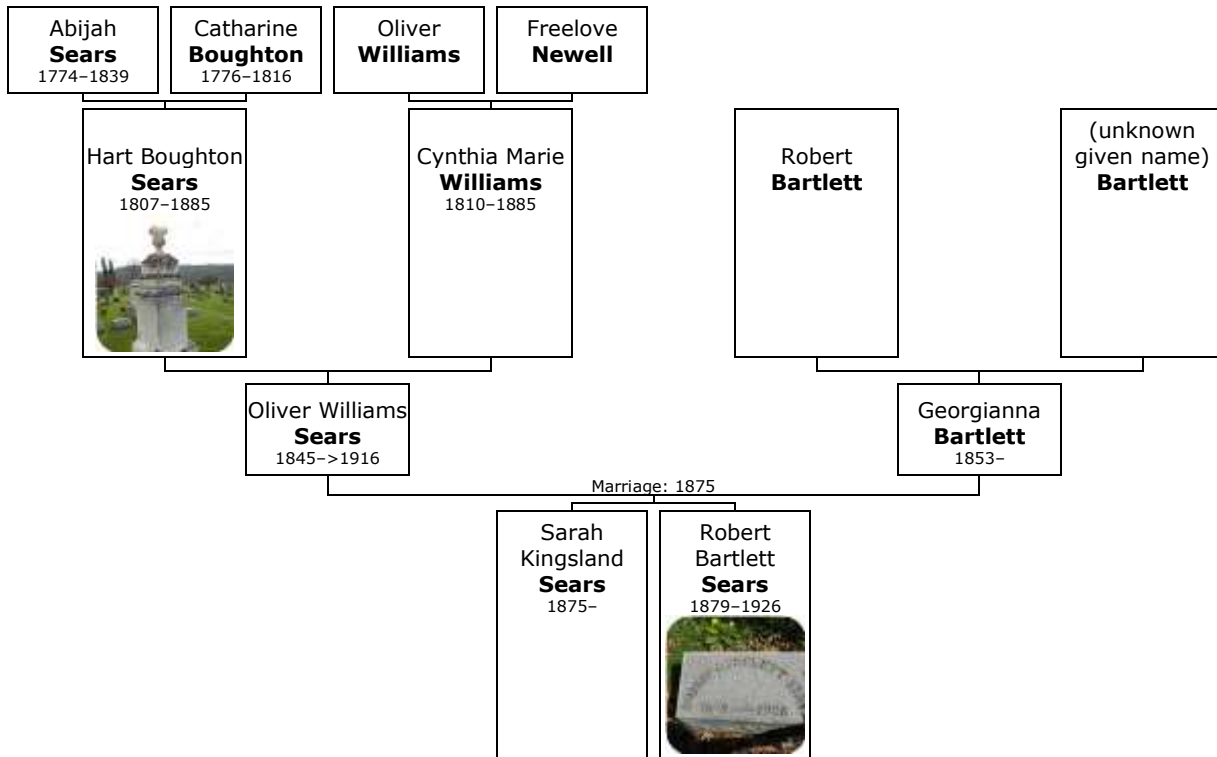 Abijah
Sears
1774–1839
Catharine
Boughton
1776–1816
Oliver
Williams
Freelove
Newell
Hart Boughton
Sears
1807–1885
Cynthia Marie
Williams
1810–1885
Robert
Bartlett
(unknown
given name)
Bartlett
Oliver Williams
Sears
1845–>1916
Georgianna
Bartlett
1853–
Marriage: 1875
Sarah
Kingsland
Sears
1875–
Robert
Bartlett
Sears
1879–1926